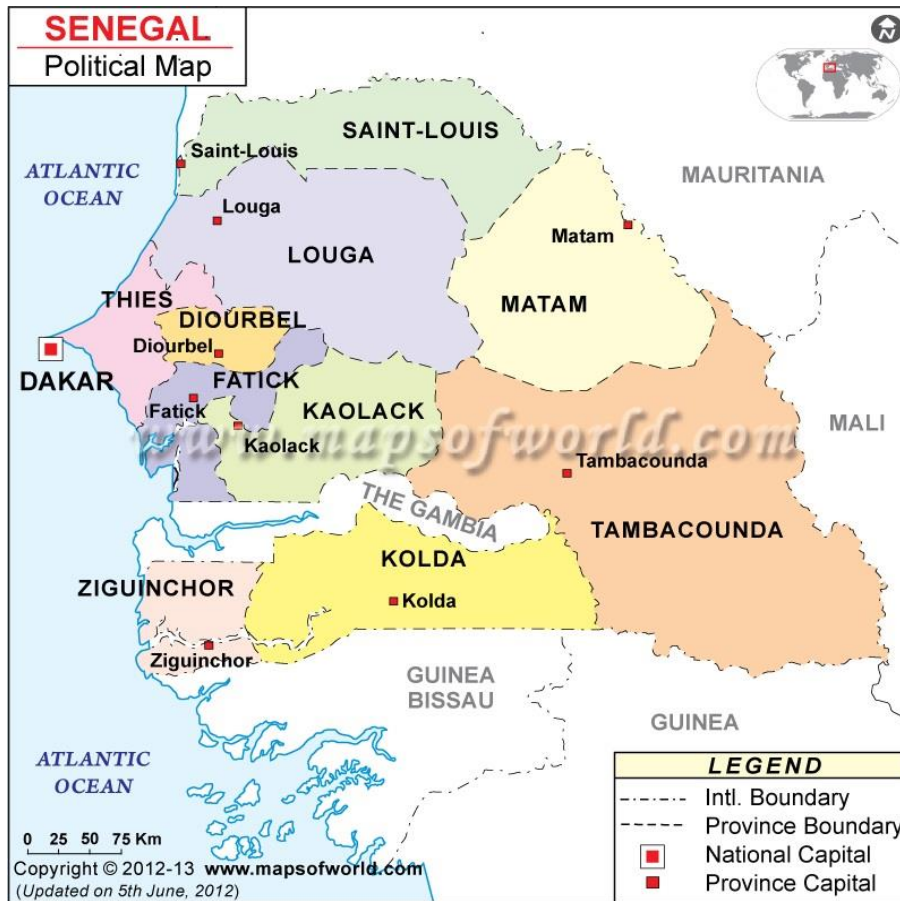 SENEGAL
Political Map
N
SAINT-LOUIS
Saint-Louis
ATLANTIC
OCEAN
MAURITANIA
Louga
Matam
LOUGA
THIES
MATAM
DIOURBEL
Diourbel
DAKAR
FATICK
Fatick
KAOLACK
Kaolack
www.mapsofworld.com
MALI
Tambacounda
THE GAMBIA
TAMBACOUNDA
KOLDA
ZIGUINCHOR
Kolda
Ziguinchor
GUINEA
BISSAU
GUINEA
ATLANTIC
OCEAN
LEGEND
Intl. Boundary
Province Boundary
National Capital
Province Capital
0 25 50 75 Km
Copyright © 2012-13 www.mapsofworld.com
(Updated on 5th June, 2012)